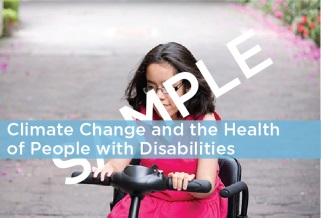 SAMPLE
Climate Change and the Health
of People with Disabilities